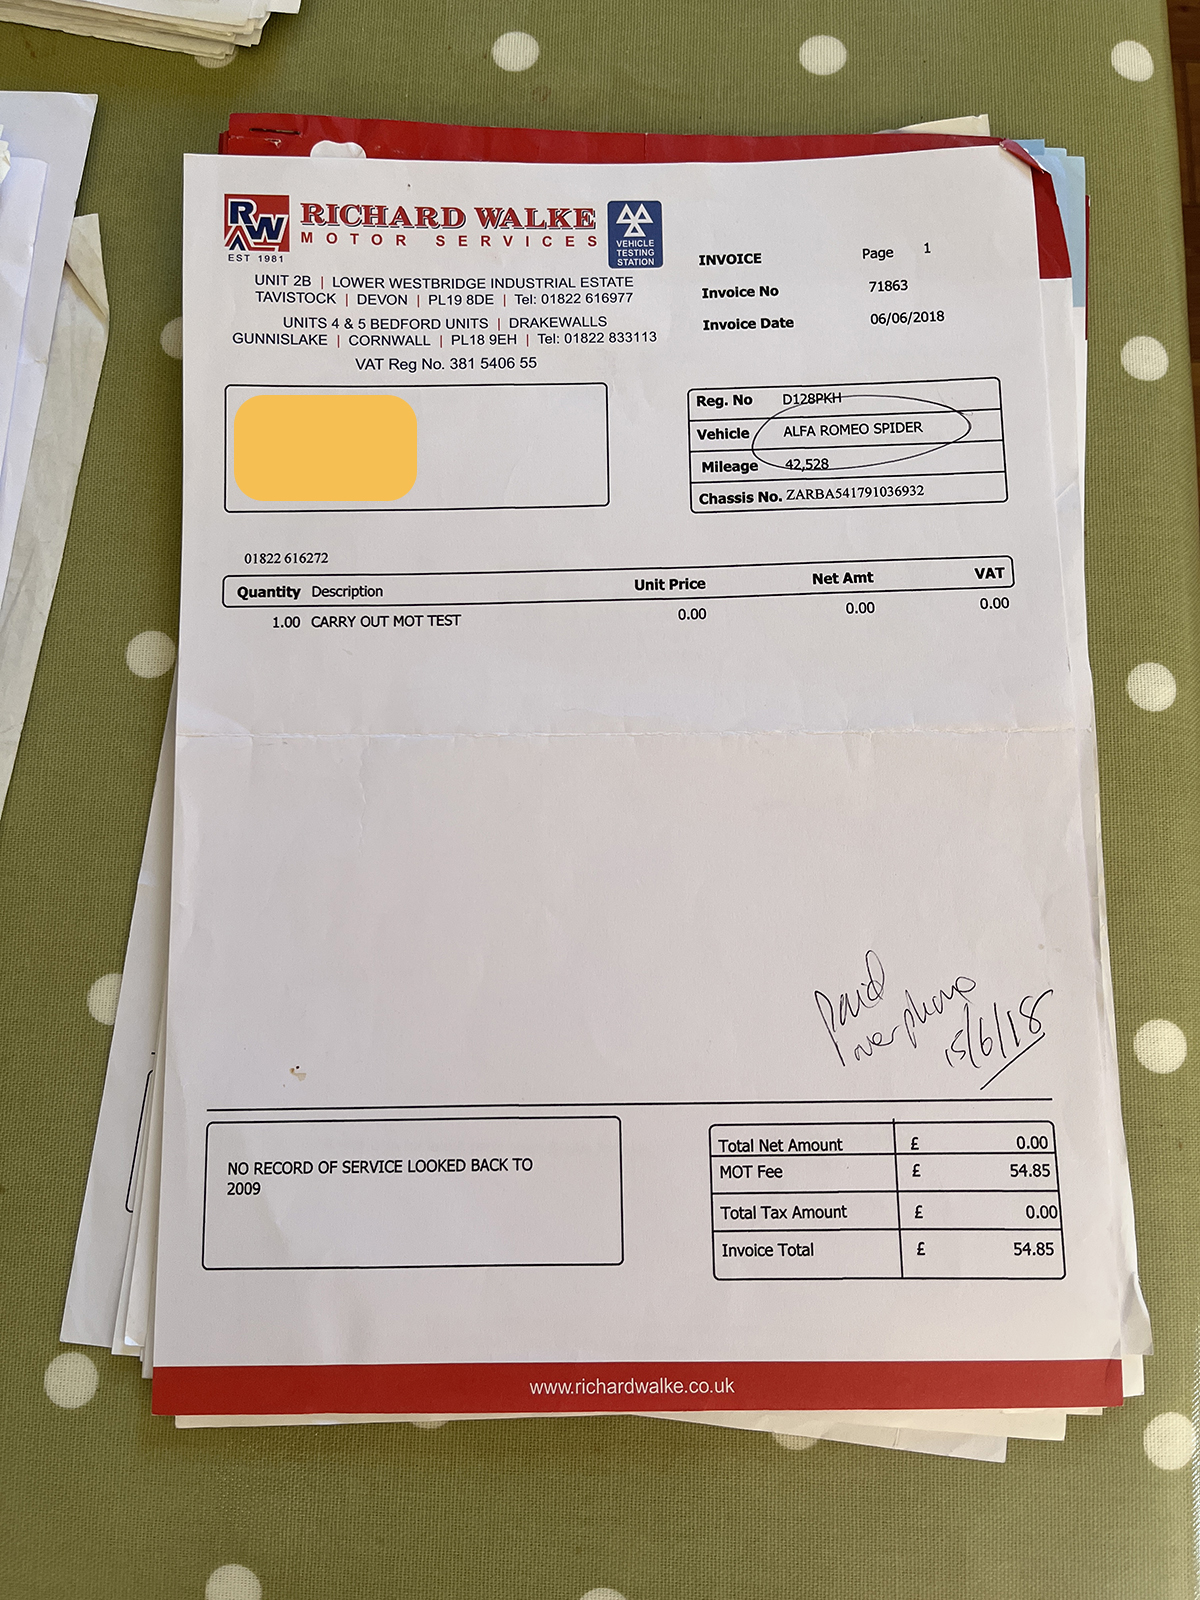 RW
EST 1981
RICHARD WALKE
MOTOR SERVICES
VEHICLE
TESTING
STATION
UNIT 2B | LOWER WESTBRIDGE INDUSTRIAL ESTATE
TAVISTOCK | DEVON | PL19 8DE | Tel: 01822 616977
UNITS 4 & 5 BEDFORD UNITS | DRAKEWALLS
GUNNISLAKE | CORNWALL | PL18 9EH | Tel: 01822 833113
VAT Reg No. 381 5406 55
INVOICE Page 1
Invoice No 71863
Invoice Date 06/06/2018
Reg. No D128PKH
Vehicle ALFA ROMEO SPIDER
Mileage 42,528
Chassis No. ZARBA541791036932
01822 616272
Quantity Description Unit Price Net Amt VAT
1.00 CARRY OUT MOT TEST 0.00 0.00 0.00
Paid
over phone
15/6/18
NO RECORD OF SERVICE LOOKED BACK TO
2009
Total Net Amount £ 0.00
MOT Fee £ 54.85
Total Tax Amount £ 0.00
Invoice Total £ 54.85
www.richardwalke.co.uk